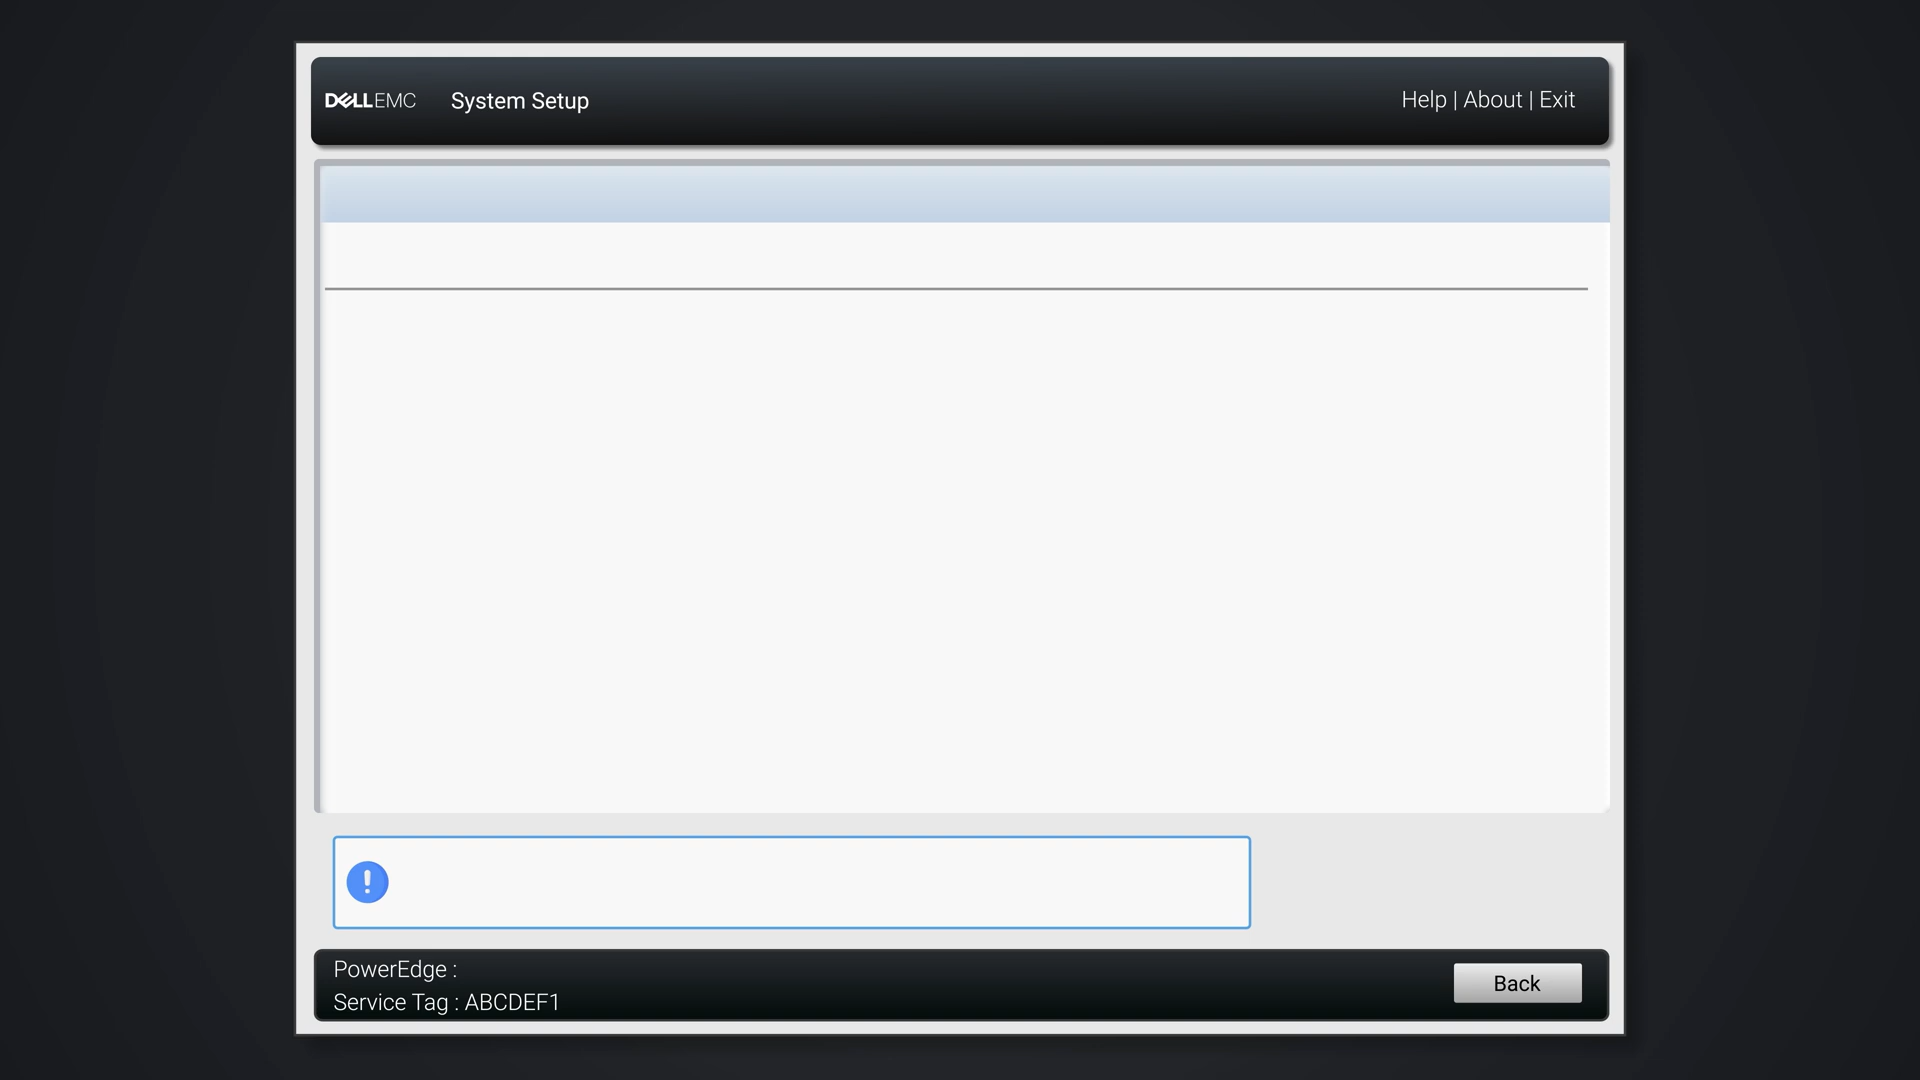 DELLEMC
System Setup
Help | About | Exit
PowerEdge :
Service Tag : ABCDEF1
Back